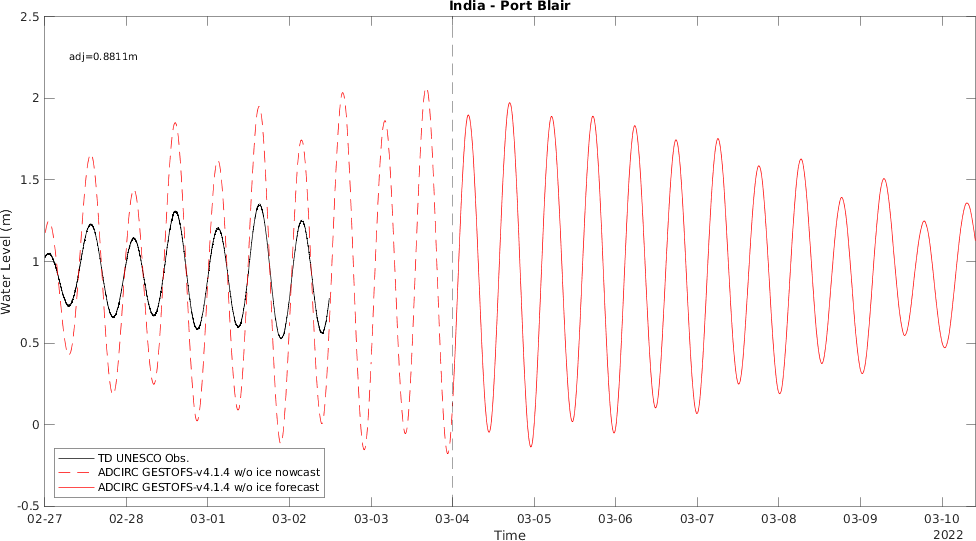 India - Port Blair
2.5
adj=0.8811m
2
1.5
1
0.5
0
-0.5
Water Level (m)
TD UNESCO Obs.
ADCIRC GESTOFS-v4.1.4 w/o ice nowcast
ADCIRC GESTOFS-v4.1.4 w/o ice forecast
02-27 02-28 03-01 03-02 03-03 03-04 03-05 03-06 03-07 03-08 03-09 03-10
Time
2022